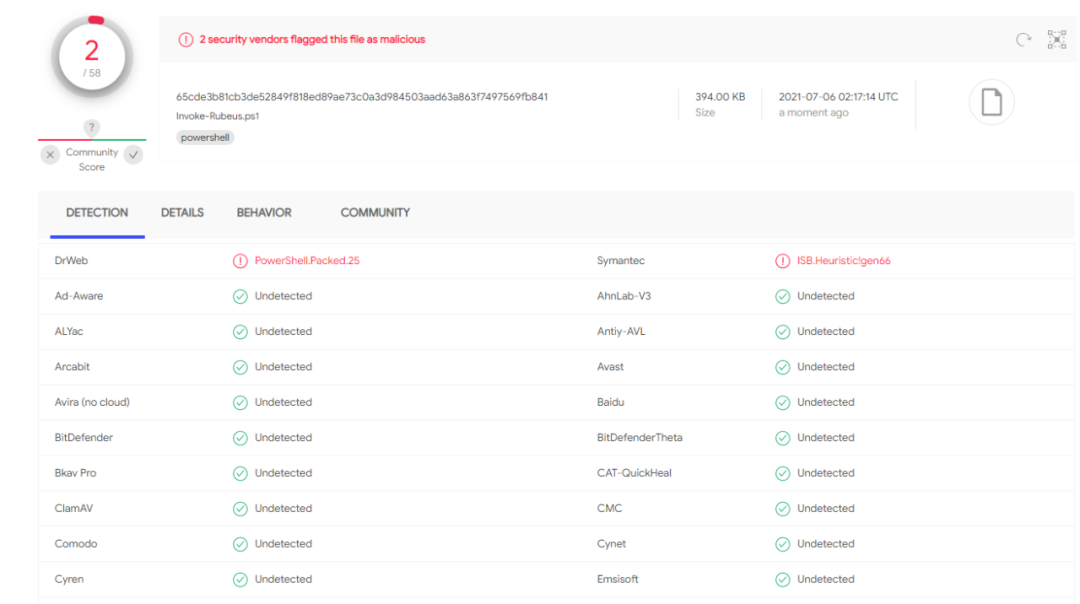 2
/ 58
2 security vendors flagged this file as malicious
65cde3b81cb3de52849f818ed89ae73c0a3d984503aad63a863f7497569fb841
Invoke-Rubeus.ps1
powershell
394.00 KB
Size
2021-07-06 02:17:14 UTC
a moment ago
?
Community
Score
DETECTION DETAILS BEHAVIOR COMMUNITY
DrWeb PowerShell.Packed.25 Symantec ISB.Heuristic!gen66
Ad-Aware Undetected AhnLab-V3 Undetected
ALYac Undetected Antiy-AVL Undetected
Arcabit Undetected Avast Undetected
Avira (no cloud) Undetected Baidu Undetected
BitDefender Undetected BitDefenderTheta Undetected
Bkav Pro Undetected CAT-QuickHeal Undetected
ClamAV Undetected CMC Undetected
Comodo Undetected Cynet Undetected
Cyren Undetected Emsisoft Undetected